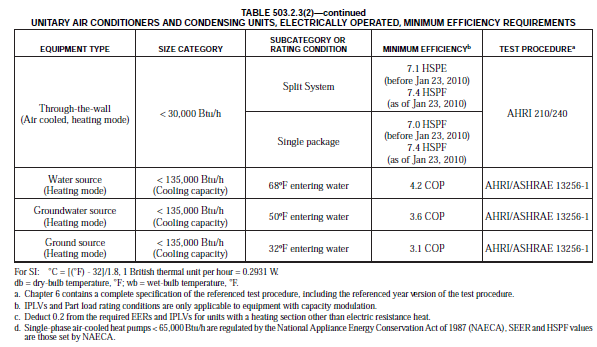 TABLE 503.2.3(2)—continued
UNITARY AIR CONDITIONERS AND CONDENSING UNITS, ELECTRICALLY OPERATED, MINIMUM EFFICIENCY REQUIREMENTS
EQUIPMENT TYPE
SIZE CATEGORY
SUBCATEGORY OR
RATING CONDITION
MINIMUM EFFICIENCYᵇ
TEST PROCEDUREᵃ
Through-the-wall
(Air cooled, heating mode)
< 30,000 Btu/h
Split System
7.1 HSPE
(before Jan 23, 2010)
7.4 HSPF
(as of Jan 23, 2010)
AHRI 210/240
Single package
7.0 HSPF
(before Jan 23, 2010)
7.4 HSPF
(as of Jan 23, 2010)
Water source
(Heating mode)
< 135,000 Btu/h
(Cooling capacity)
68°F entering water
4.2 COP
AHRI/ASHRAE 13256-1
Groundwater source
(Heating mode)
< 135,000 Btu/h
(Cooling capacity)
50°F entering water
3.6 COP
AHRI/ASHRAE 13256-1
Ground source
(Heating mode)
< 135,000 Btu/h
(Cooling capacity)
32°F entering water
3.1 COP
AHRI/ASHRAE 13256-1
For SI: °C = [(°F) - 32]/1.8, 1 British thermal unit per hour = 0.2931 W.
db = dry-bulb temperature, °F; wb = wet-bulb temperature, °F.
a. Chapter 6 contains a complete specification of the referenced test procedure, including the referenced year version of the test procedure.
b. IPLVs and Part load rating conditions are only applicable to equipment with capacity modulation.
c. Deduct 0.2 from the required EERs and IPLVs for units with a heating section other than electric resistance heat.
d. Single-phase air-cooled heat pumps < 65,000 Btu/h are regulated by the National Appliance Energy Conservation Act of 1987 (NAECA), SEER and HSPF values
are those set by NAECA.